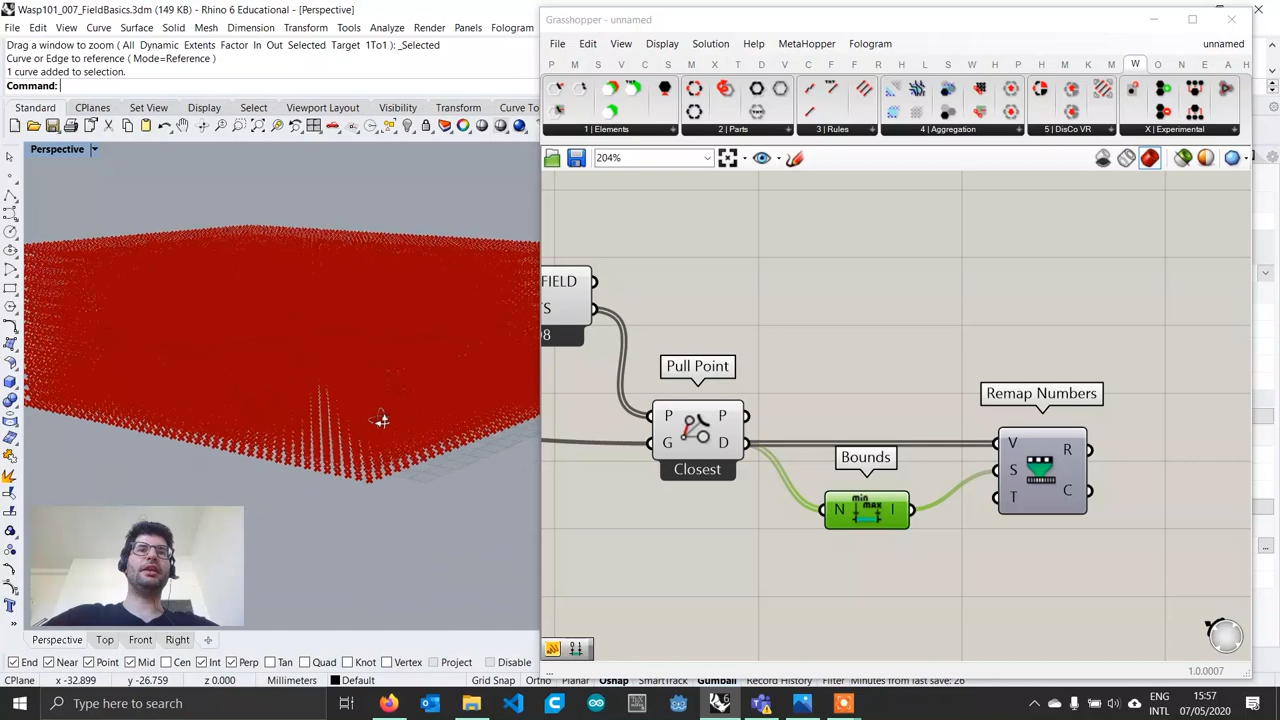 Wasp101_007_FieldBasics.3dm (149 KB) - Rhino 6 Educational - [Perspective]
File Edit View Curve Surface Solid Mesh Dimension Transform Tools Analyze Render Panels Fologram
Drag a window to zoom ( All Dynamic Extents Factor In Out Selected Target 1To1 ): _Selected
Curve or Edge to reference ( Mode=Reference )
1 curve added to selection.
Command:
Standard CPlanes Set View Display Select Viewport Layout Visibility Transform Curve To
Perspective
Grasshopper - unnamed
File Edit View Display Solution Help MetaHopper Fologram unnamed
P M S V C S M X T D W O N E A H
1 | Elements 2 | Parts 3 | Rules 4 | Aggregation 5 | DisCo VR X | Experimental
204%
FIELD
S
98
Pull Point
P P
G D
Closest
Bounds
min
max
N I
Remap Numbers
V R
S
T C
1.0.0007
Perspective Top Front Right
End Near Point Mid Cen Int Perp Tan Quad Knot Vertex Project Disable
CPlane x -32.899 y -26.759 z 0.000 Millimeters Default Grid Snap Ortho Planar Osnap SmartTrack Gumball Record History Filter Minutes from last save: 26
Type here to search
ENG
INTL
15:57
07/05/2020